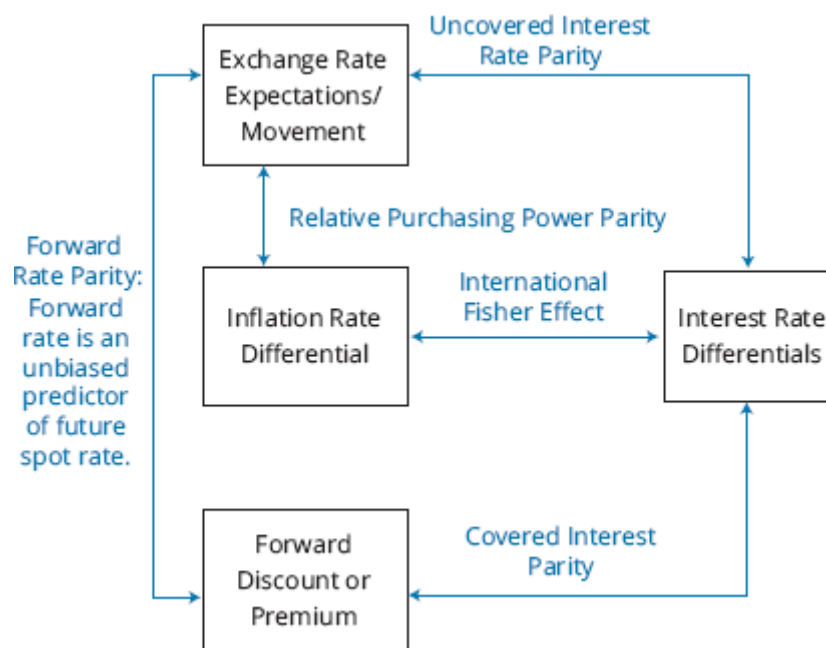 Uncovered Interest
Rate Parity
Exchange Rate
Expectations/
Movement
Relative Purchasing Power Parity
Forward
Rate Parity:
Forward
rate is an
unbiased
predictor
of future
spot rate.
Inflation Rate
Differential
International
Fisher Effect
Interest Rate
Differentials
Forward
Discount or
Premium
Covered Interest
Parity